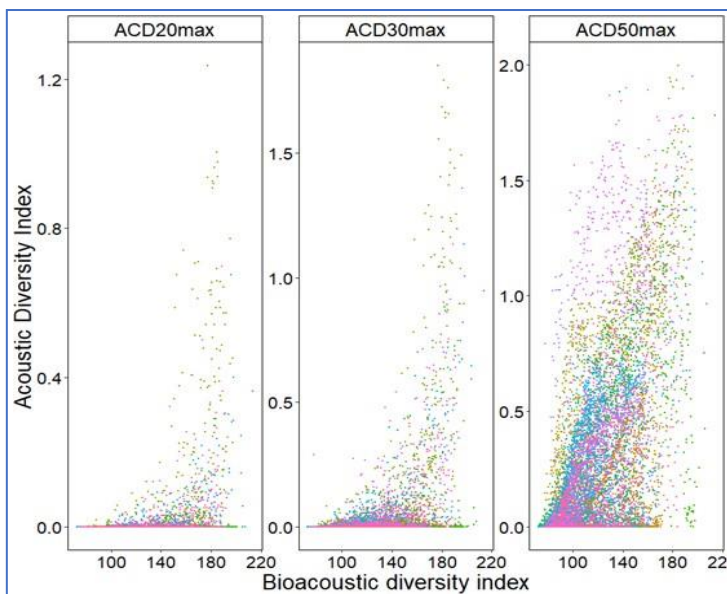 ACD20max ACD30max ACD50max
Acoustic Diversity Index
1.2
0.8
0.4
0.0
1.5
1.0
0.5
0.0
2.0
1.5
1.0
0.5
0.0
100 140 180 220
100 140 180 220
100 140 180 22
Bioacoustic diversity index